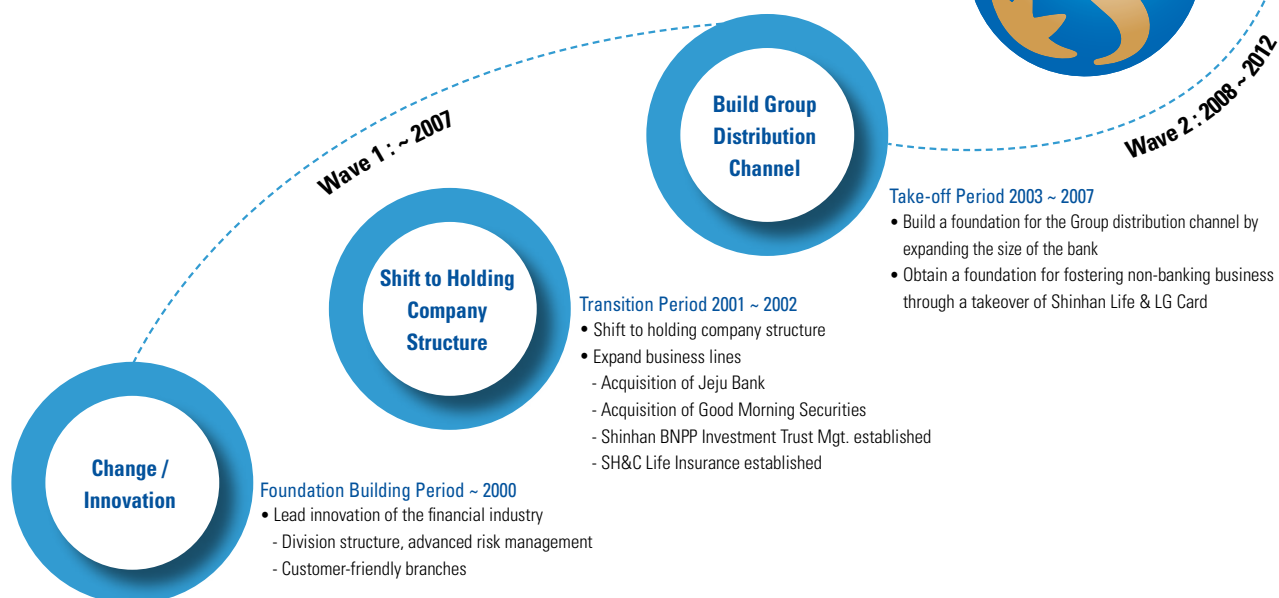 Wave 1 : ~ 2007
Wave 2 : 2008 ~ 2012
Build Group
Distribution
Channel
Take-off Period 2003 ~ 2007
• Build a foundation for the Group distribution channel by
expanding the size of the bank
• Obtain a foundation for fostering non-banking business
through a takeover of Shinhan Life & LG Card
Shift to Holding
Company
Structure
Transition Period 2001 ~ 2002
• Shift to holding company structure
• Expand business lines
- Acquisition of Jeju Bank
- Acquisition of Good Morning Securities
- Shinhan BNPP Investment Trust Mgt. established
- SH&C Life Insurance established
Change /
Innovation
Foundation Building Period ~ 2000
• Lead innovation of the financial industry
- Division structure, advanced risk management
- Customer-friendly branches